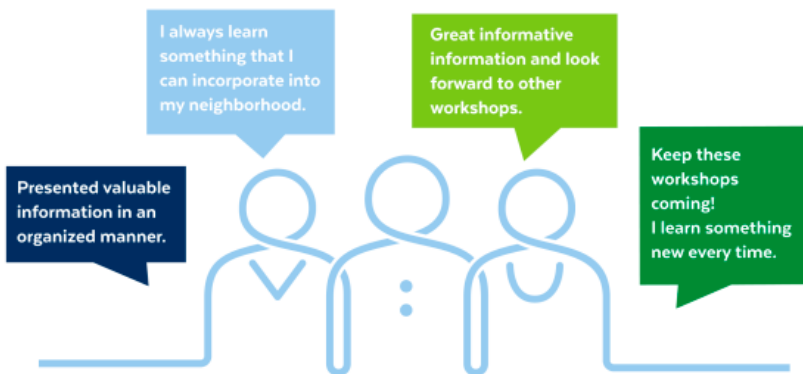 I always learn
something that I
can incorporate into
my neighborhood.
Great informative
information and look
forward to other
workshops.
Presented valuable
information in an
organized manner.
Keep these
workshops
coming!
I learn something
new every time.